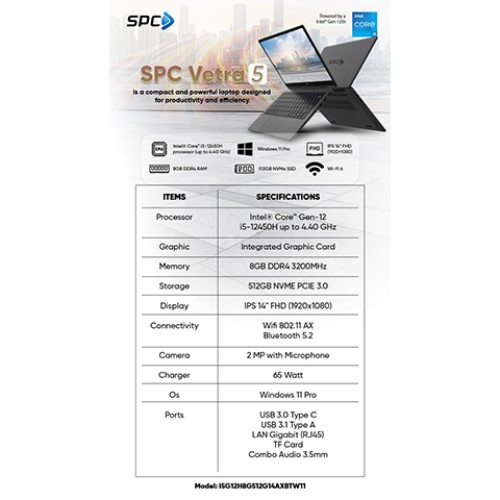 SPC
Powered by a
Intel® Gen 12th
intel
CORE
i5
SPC
SPC Vetra 5
is a compact and powerful laptop designed
for productivity and efficiency.
Intel® Core™ i5-12450H
processor (up to 4.40 GHz)
Windows 11 Pro
FHD
IPS 14" FHD
(1920×1080)
8GB DDR4 RAM
512GB NVMe SSD
Wi-Fi 6
ITEMS SPECIFICATIONS
Processor Intel® Core™ Gen-12
i5-12450H up to 4.40 GHz
Graphic Integrated Graphic Card
Memory 8GB DDR4 3200MHz
Storage 512GB NVME PCIE 3.0
Display IPS 14" FHD (1920x1080)
Connectivity Wifi 802.11 AX
Bluetooth 5.2
Camera 2 MP with Microphone
Charger 65 Watt
Os Windows 11 Pro
Ports USB 3.0 Type C
USB 3.1 Type A
LAN Gigabit (RJ45)
TF Card
Combo Audio 3.5mm
Model: I5G12H8G512G14AXBTW11